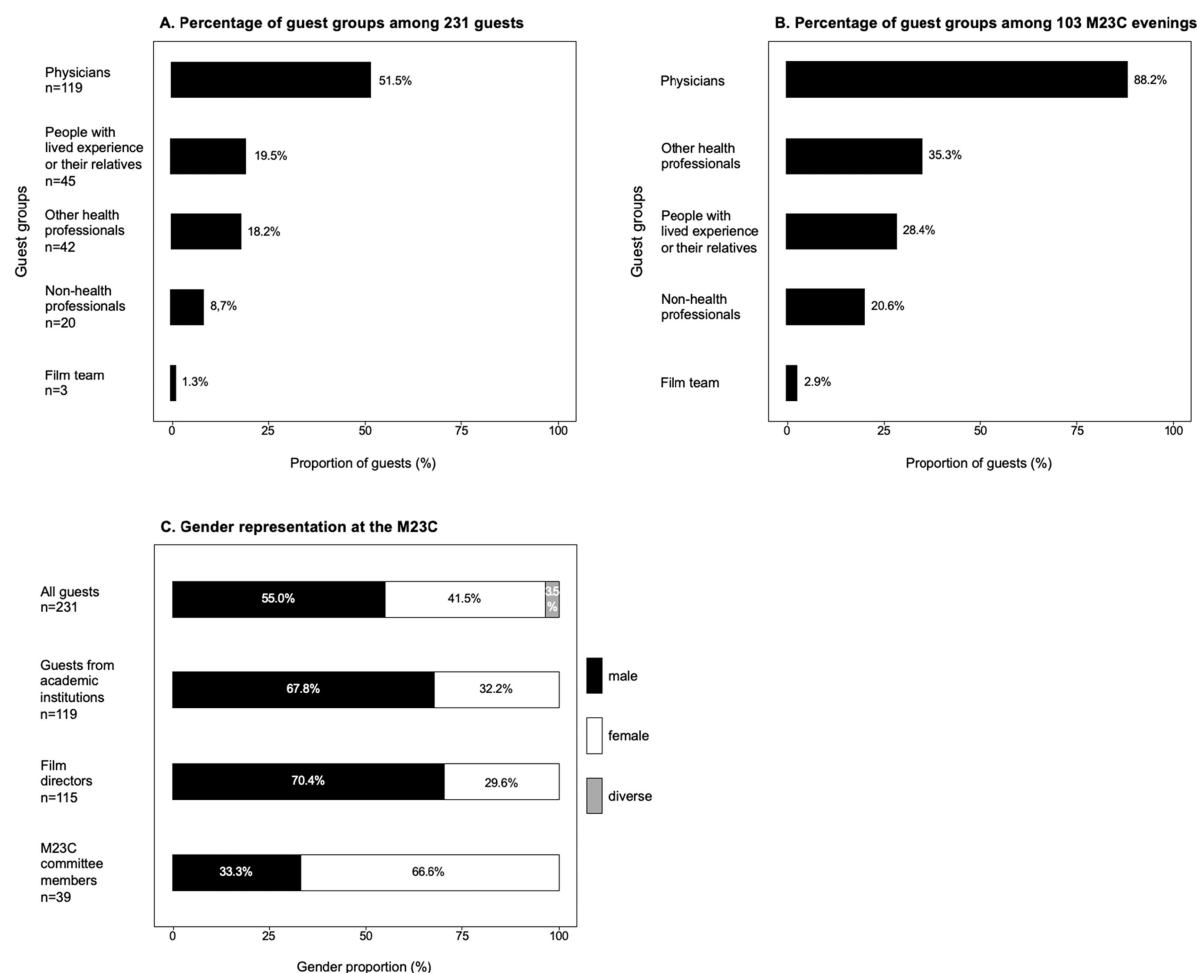 A. Percentage of guest groups among 231 guests
Guest groups
Physicians
n=119
51.5%
People with
lived experience
or their relatives
n=45
19.5%
Other health
professionals
n=42
18.2%
Non-health
professionals
n=20
8,7%
Film team
n=3
1.3%
0 25 50 75 100
Proportion of guests (%)
B. Percentage of guest groups among 103 M23C evenings
Guest groups
Physicians
88.2%
Other health
professionals
35.3%
People with
lived experience
or their relatives
28.4%
Non-health
professionals
20.6%
Film team
2.9%
0 25 50 75 100
Proportion of guests (%)
C. Gender representation at the M23C
All guests
n=231
55.0% 41.5% 3.5
%
Guests from
academic
institutions
n=119
67.8% 32.2%
Film
directors
n=115
70.4% 29.6%
M23C
committee
members
n=39
33.3% 66.6%
0 25 50 75 100
Gender proportion (%)
male
female
diverse